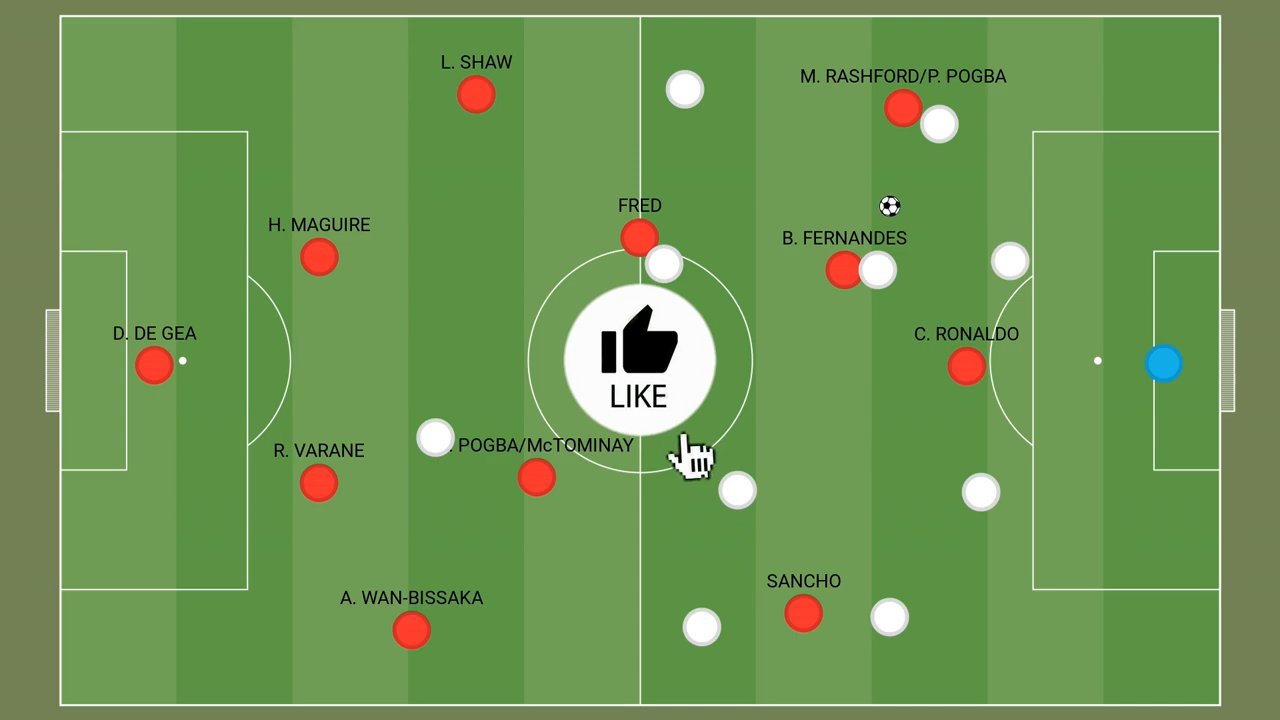 L. SHAW
M. RASHFORD/P. POGBA
FRED
H. MAGUIRE
B. FERNANDES
D. DE GEA
C. RONALDO
LIKE
R. VARANE
. POGBA/McTOMINAY
SANCHO
A. WAN-BISSAKA